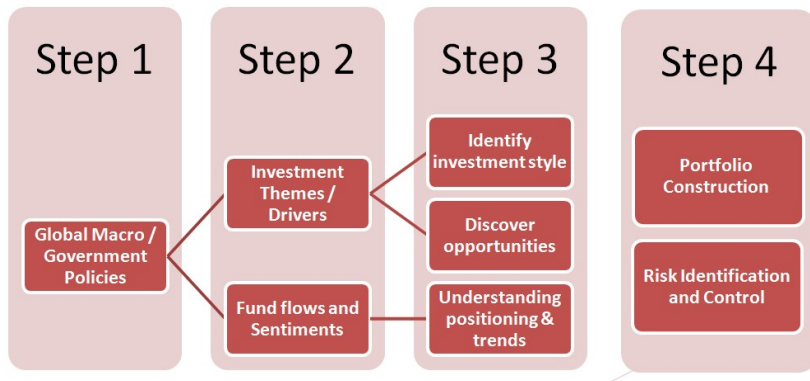 Step 1
Step 2
Step 3
Step 4
Global Macro /
Government
Policies
Investment
Themes /
Drivers
Fund flows and
Sentiments
Identify
investment style
Discover
opportunities
Understanding
positioning &
trends
Portfolio
Construction
Risk Identification
and Control